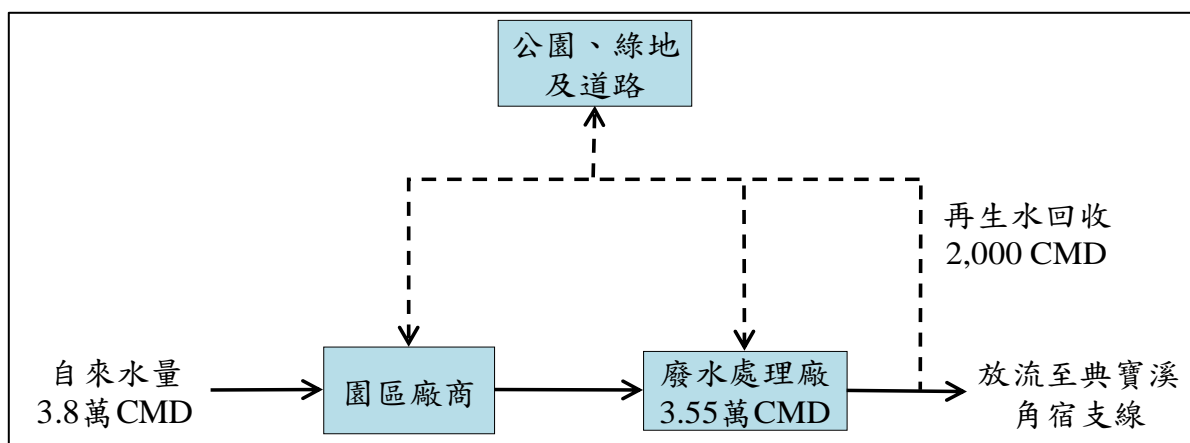 公園、綠地
及道路
再生水回收
2,000 CMD
自來水量
3.8萬CMD
園區廠商
廢水處理廠
3.55萬CMD
放流至典寶溪
角宿支線